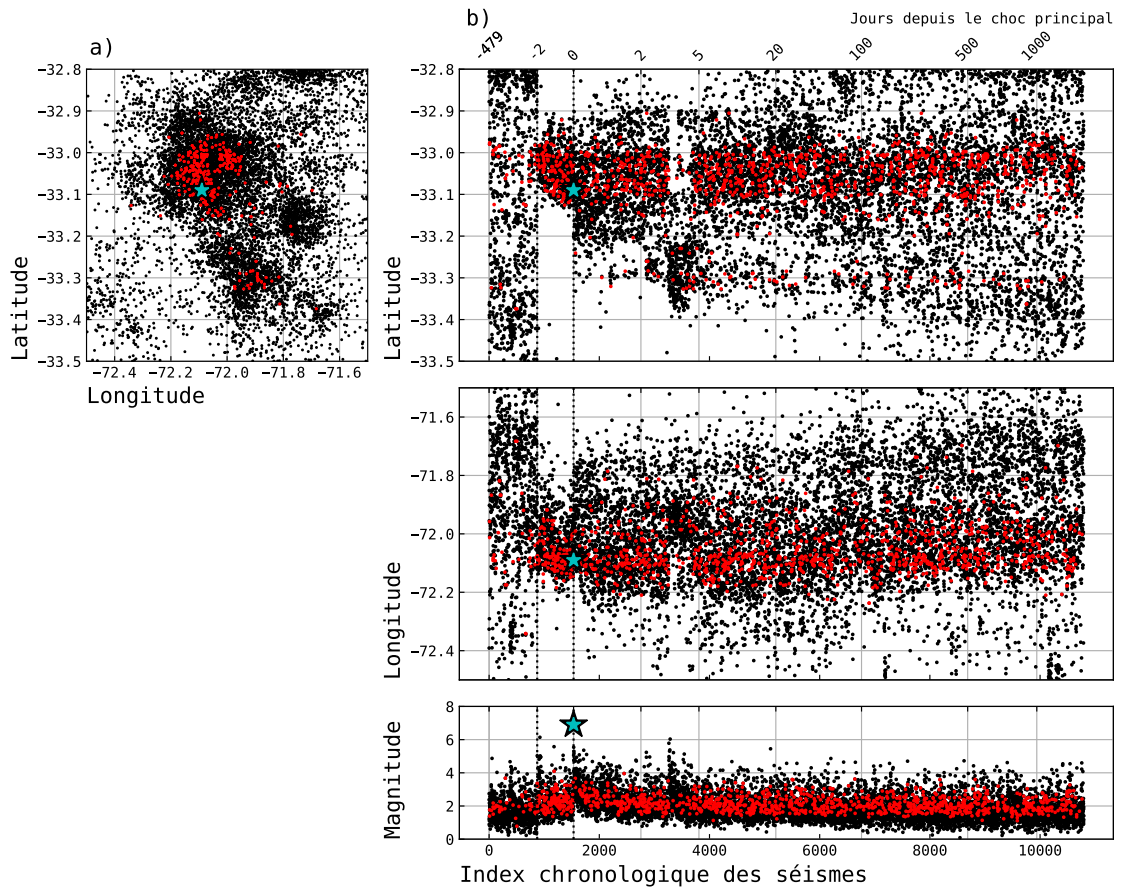 b)
Jours depuis le choc principal
a)
−479 −2 0 2 5 20 100 500 1000
−32.8
−32.9
−33.0
−33.1
−33.2
−33.3
−33.4
−33.5
Latitude
−72.4 −72.2 −72.0 −71.8 −71.6
Longitude
−32.8
−32.9
−33.0
−33.1
−33.2
−33.3
−33.4
−33.5
Latitude
−71.6
−71.8
−72.0
−72.2
−72.4
Longitude
8
6
4
2
0
Magnitude
0 2000 4000 6000 8000 10000
Index chronologique des séismes